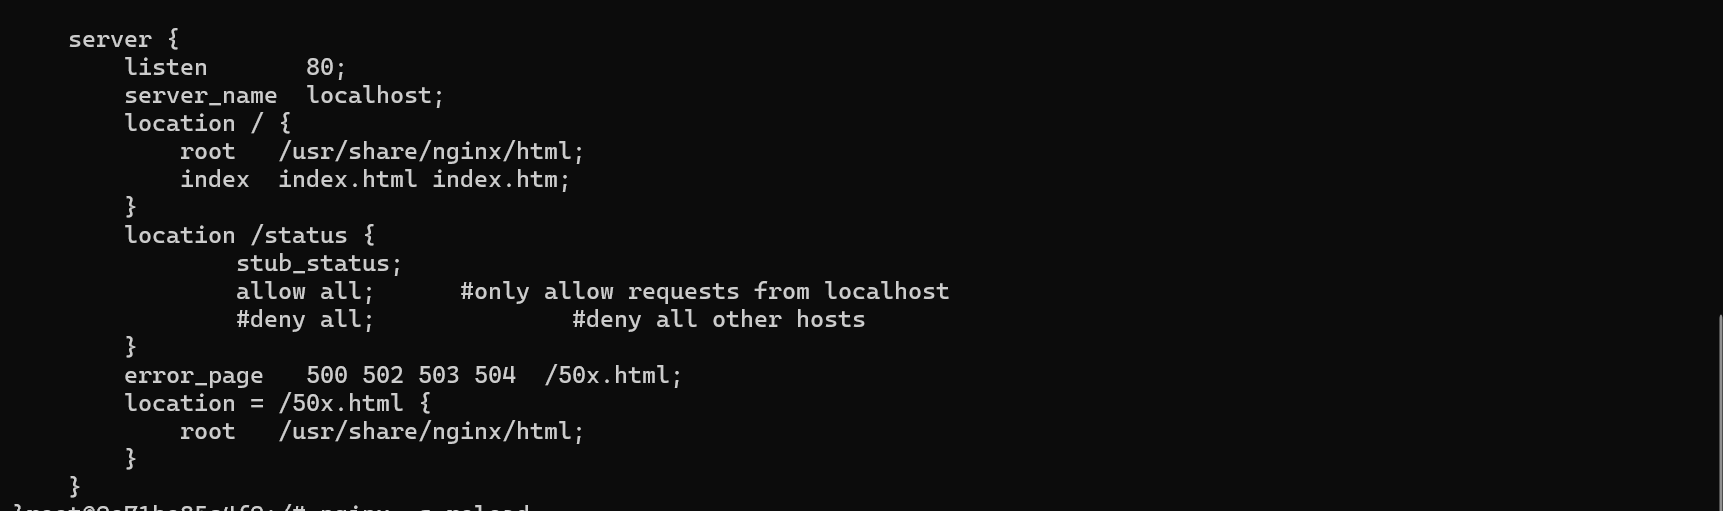 server {
listen 80;
server_name localhost;
location / {
root /usr/share/nginx/html;
index index.html index.htm;
}
location /status {
stub_status;
allow all; #only allow requests from localhost
#deny all; #deny all other hosts
}
error_page 500 502 503 504 /50x.html;
location = /50x.html {
root /usr/share/nginx/html;
}
}